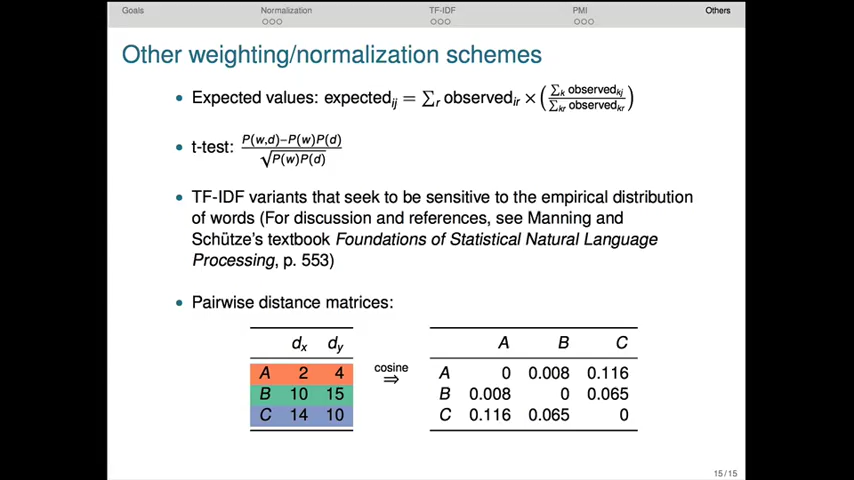 Goals Normalization TF-IDF PMI Others
Other weighting/normalization schemes
• Expected values: expected_ij = ∑_r observed_ir × (∑_k observed_kj / ∑_kr observed_kr)
• t-test: P(w,d)−P(w)P(d) / √P(w)P(d)
• TF-IDF variants that seek to be sensitive to the empirical distribution
of words (For discussion and references, see Manning and
Schütze's textbook Foundations of Statistical Natural Language
Processing, p. 553)
• Pairwise distance matrices:
d_x d_y
A 2 4
B 10 15
C 14 10
cosine
⇒
A B C
A 0 0.008 0.116
B 0.008 0 0.065
C 0.116 0.065 0
15 / 15